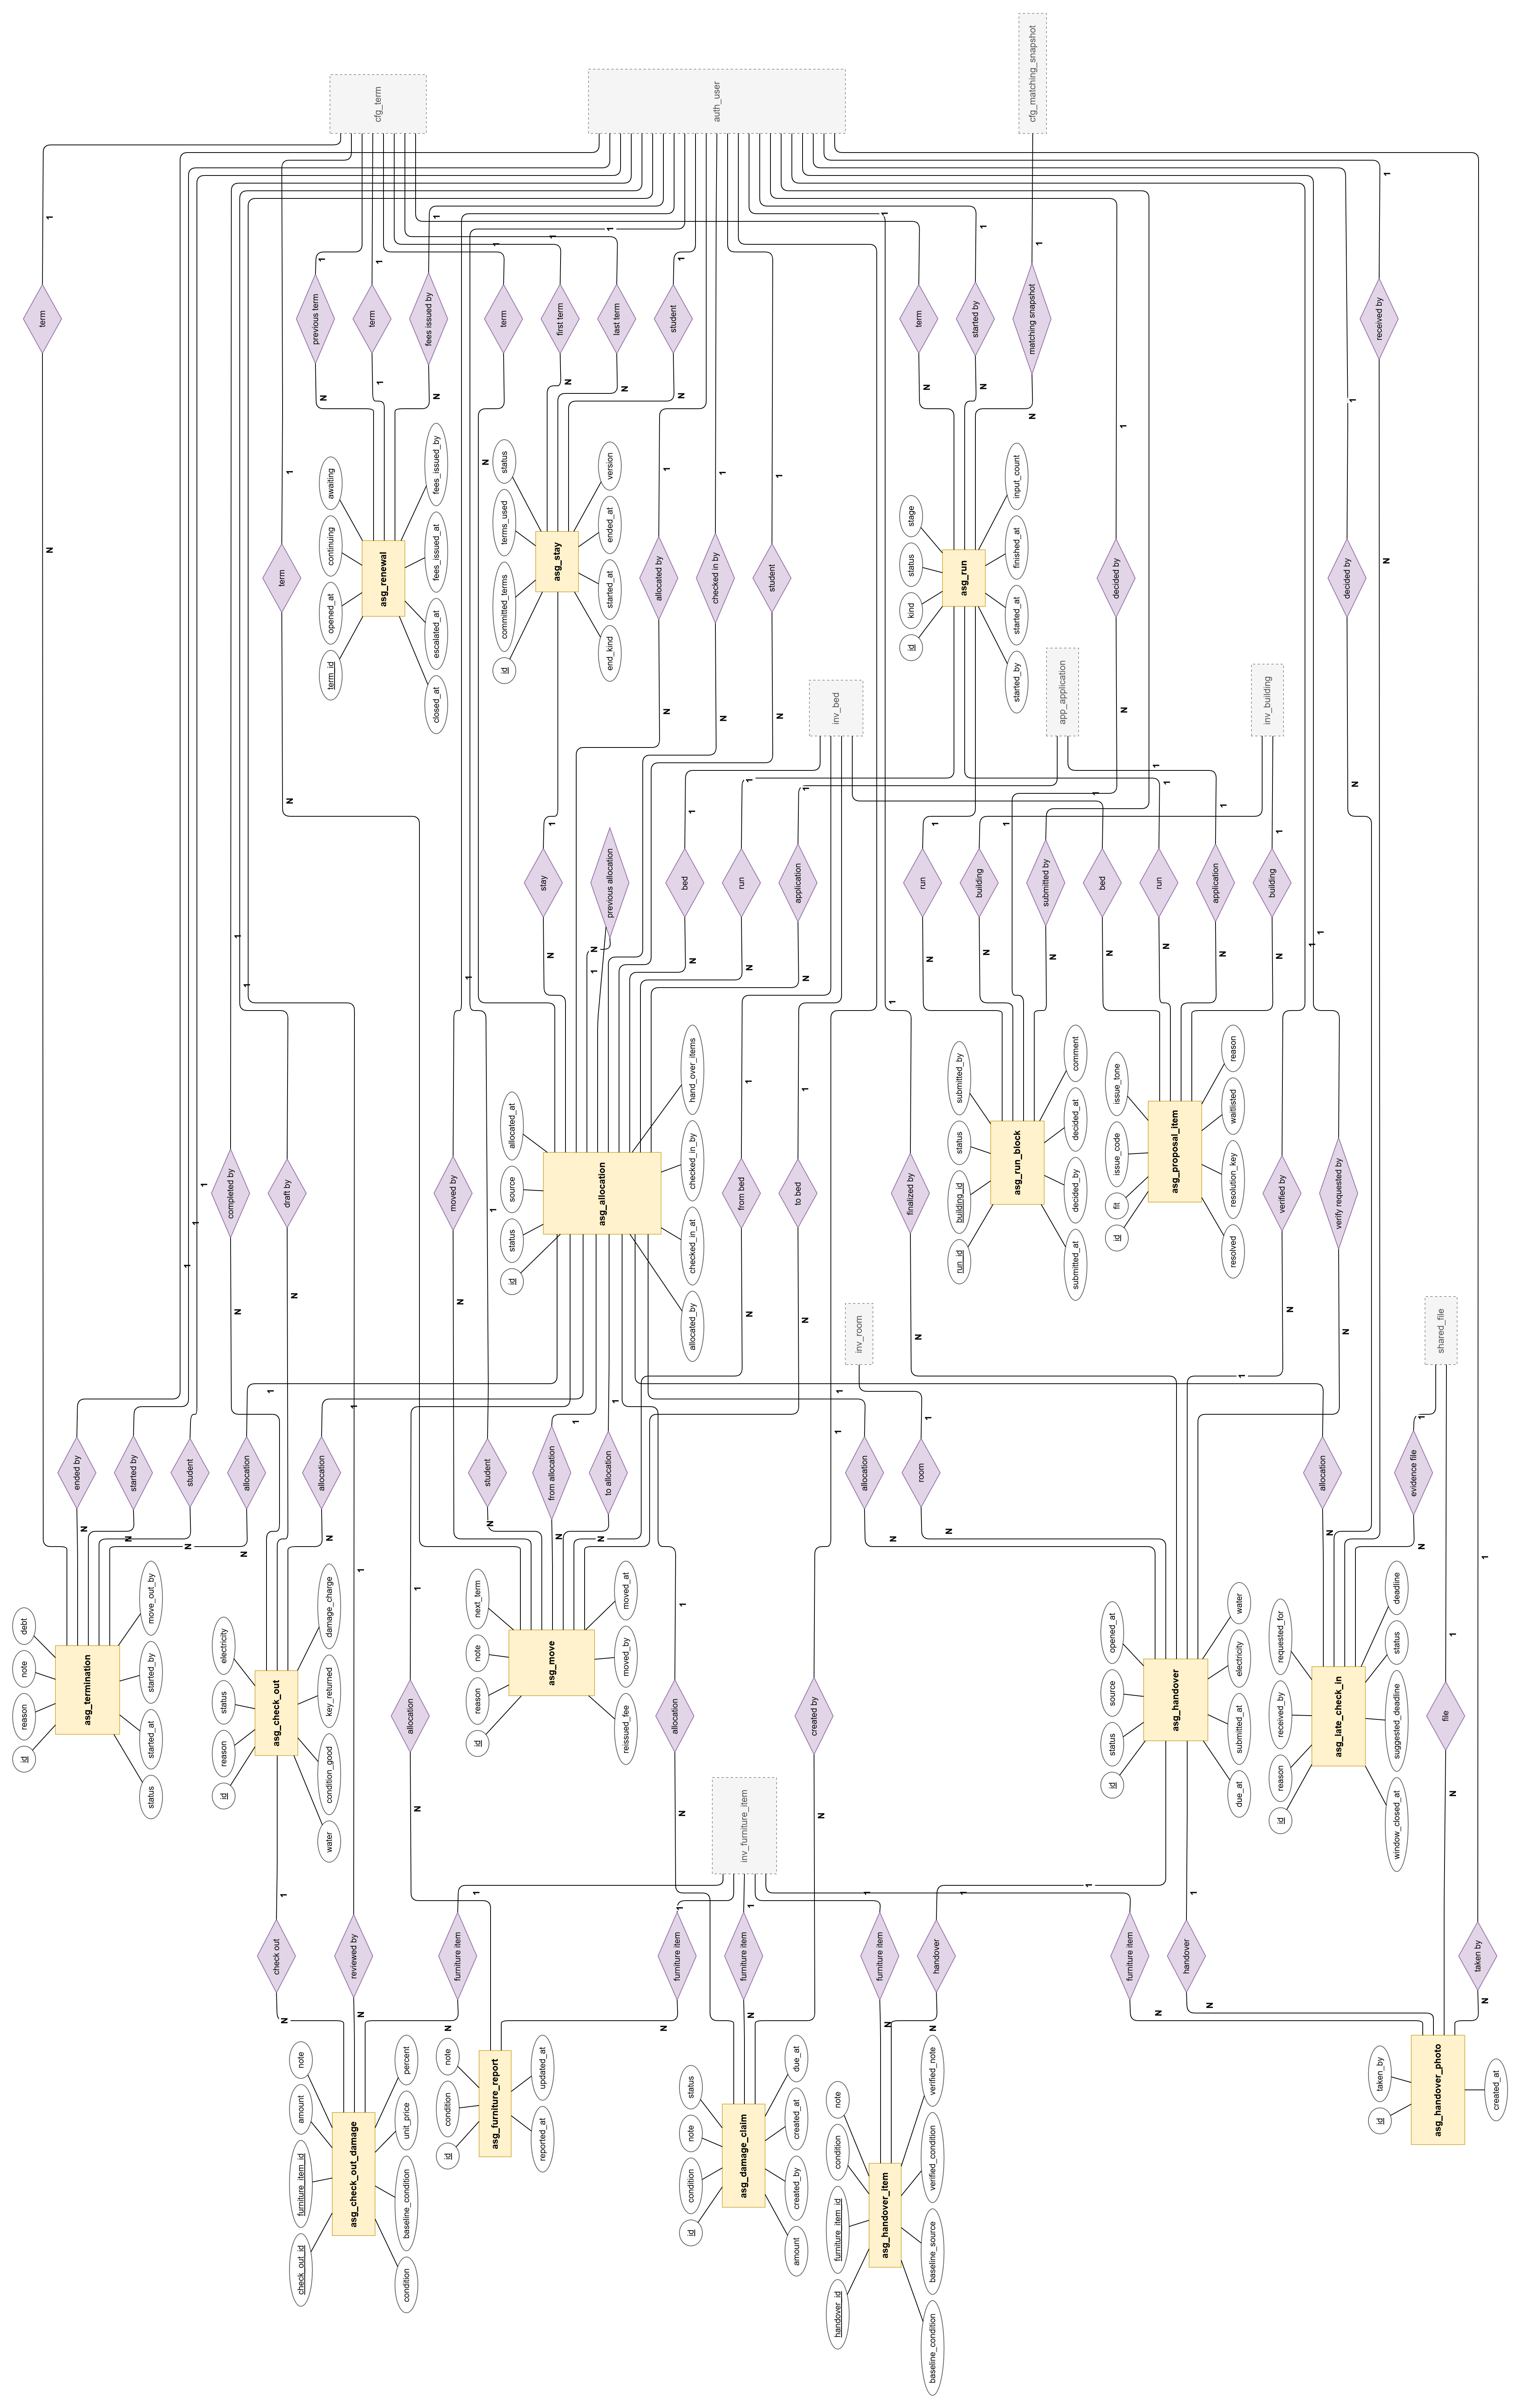 cfg_term
auth_user
cfg_matching_snapshot
term
previous term
term
fees issued by
term
first term
last term
student
term
started by
matching snapshot
received by
asg_renewal
term_id
opened_at
continuing
awaiting
closed_at
escalated_at
fees_issued_at
fees_issued_by
asg_stay
id
committed_terms
terms_used
status
end_kind
started_at
ended_at
version
asg_run
id
kind
status
stage
started_by
started_at
finished_at
input_count
term
allocated by
checked in by
student
decided by
decided by
inv_bed
app_application
inv_building
stay
previous allocation
bed
run
application
run
building
submitted by
bed
run
application
building
asg_allocation
id
status
source
allocated_at
allocated_by
checked_in_at
checked_in_by
hand_over_items
asg_run_block
run_id
building_id
status
submitted_by
submitted_at
decided_by
decided_at
comment
asg_proposal_item
id
fit
issue_code
issue_tone
resolved
resolution_key
waitlisted
reason
completed by
draft by
moved by
from bed
to bed
finalized by
verified by
verify requested by
inv_room
shared_file
ended by
started by
student
allocation
allocation
student
from allocation
to allocation
allocation
room
allocation
evidence file
asg_termination
id
reason
note
debt
status
started_at
started_by
move_out_by
asg_check_out
id
reason
status
electricity
water
condition_good
key_returned
damage_charge
asg_move
id
reason
note
next_term
reissued_fee
moved_by
moved_at
asg_handover
id
status
source
opened_at
due_at
submitted_at
electricity
water
asg_late_check_in
id
reason
received_by
requested_for
window_closed_at
suggested_deadline
status
deadline
allocation
allocation
created by
file
inv_furniture_item
check out
reviewed by
furniture item
furniture item
furniture item
furniture item
handover
furniture item
handover
taken by
asg_check_out_damage
check_out_id
furniture_item_id
amount
note
condition
baseline_condition
unit_price
percent
asg_furniture_report
id
condition
note
reported_at
updated_at
asg_damage_claim
id
condition
note
status
amount
created_by
created_at
due_at
asg_handover_item
handover_id
furniture_item_id
condition
note
baseline_condition
baseline_source
verified_condition
verified_note
asg_handover_photo
id
taken_by
created_at
1
N